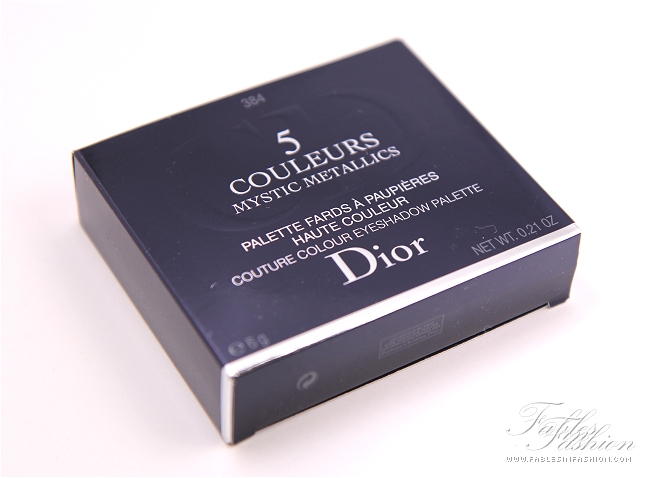 384
5
COULEURS
MYSTIC METALLICS
PALETTE FARDS À PAUPIÈRES
HAUTE COULEUR
COUTURE COLOUR EYESHADOW PALETTE
Dior
℮ 6g
NET WT. 0.21 OZ
Fables in Fashion
WWW.FABLESINFASHION.COM